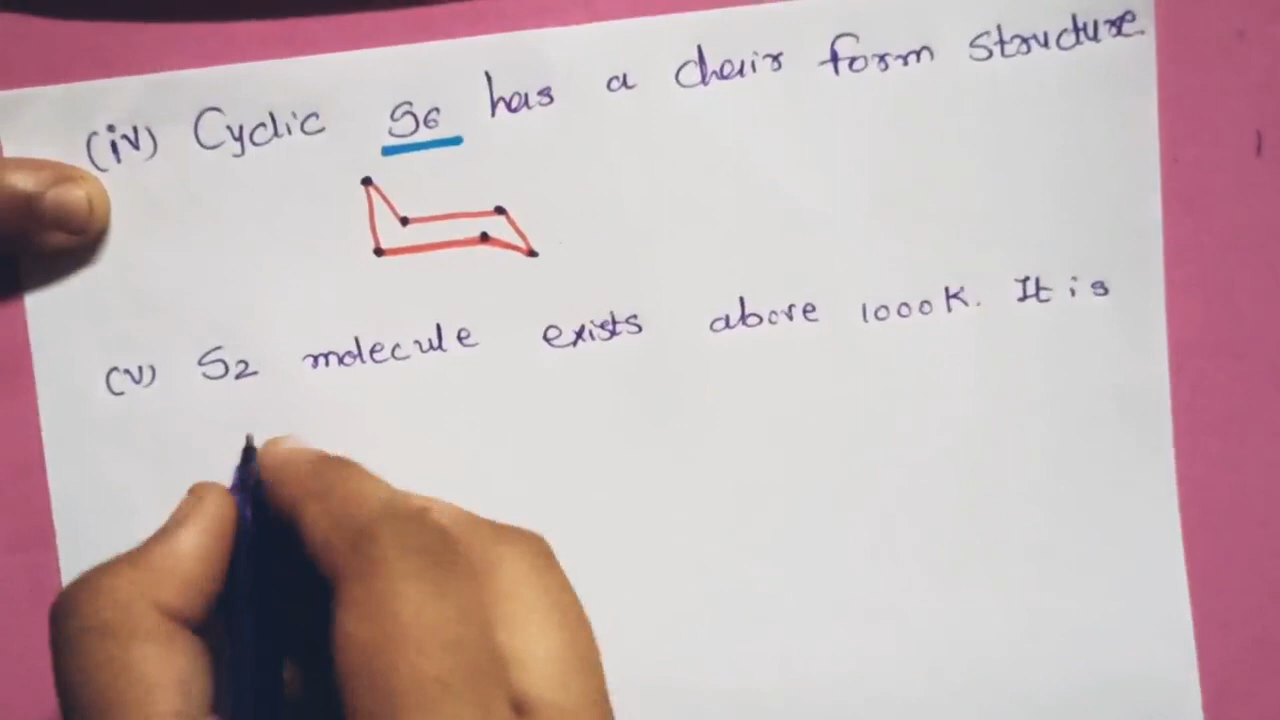 (iv) Cyclic S6 has a chair form structure
(v) S2 molecule exists above 1000K. It is